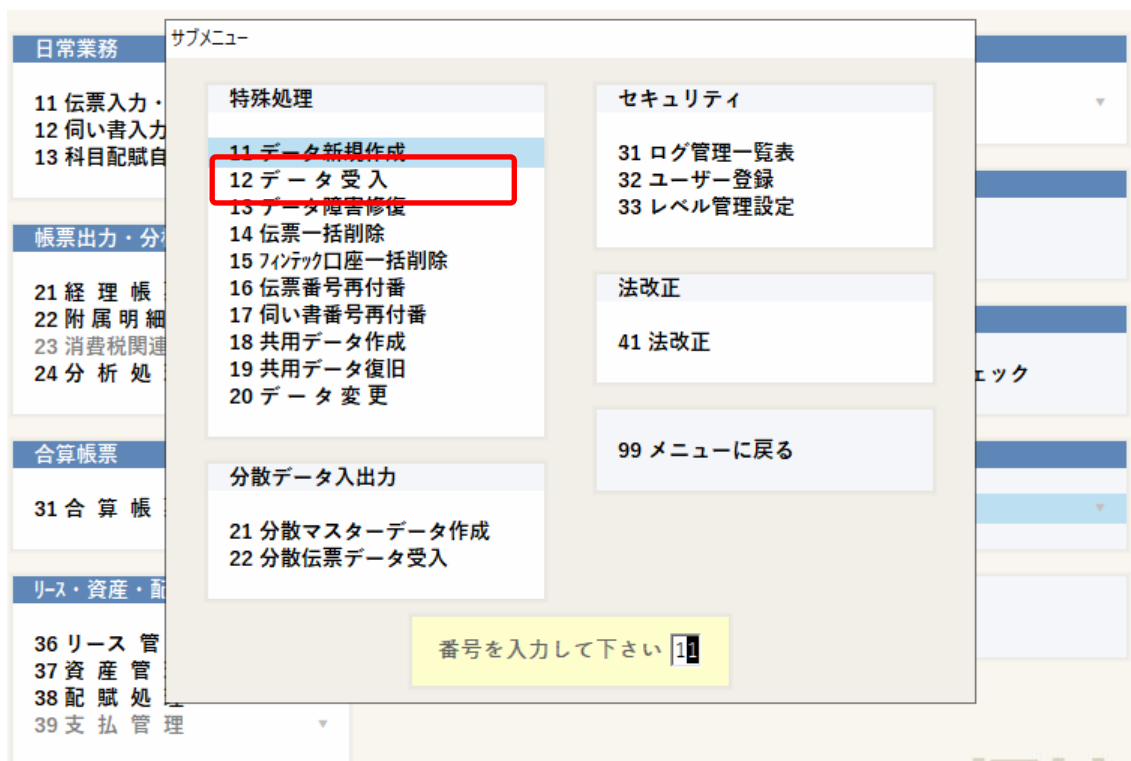 サブメニュー
特殊処理
11 データ新規作成
12 デ ー タ 受 入
13 データ障害修復
14 伝票一括削除
15 フィンテック口座一括削除
16 伝票番号再付番
17 伺い書番号再付番
18 共用データ作成
19 共用データ復旧
20 デ ー タ 変 更
分散データ入出力
21 分散マスターデータ作成
22 分散伝票データ受入
セキュリティ
31 ログ管理一覧表
32 ユーザー登録
33 レベル管理設定
法改正
41 法改正
99 メニューに戻る
番号を入力して下さい 11
日常業務
11 伝票入力・
12 伺い書入力
13 科目配賦自
帳票出力・分
21 経 理 帳
22 附 属 明 細
23 消費税関連
24 分 析 処
合算帳票
31 合 算 帳
リース・資産・配
36 リース 管
37 資 産 管
38 配 賦 処 理
39 支 払 管 理
ェック